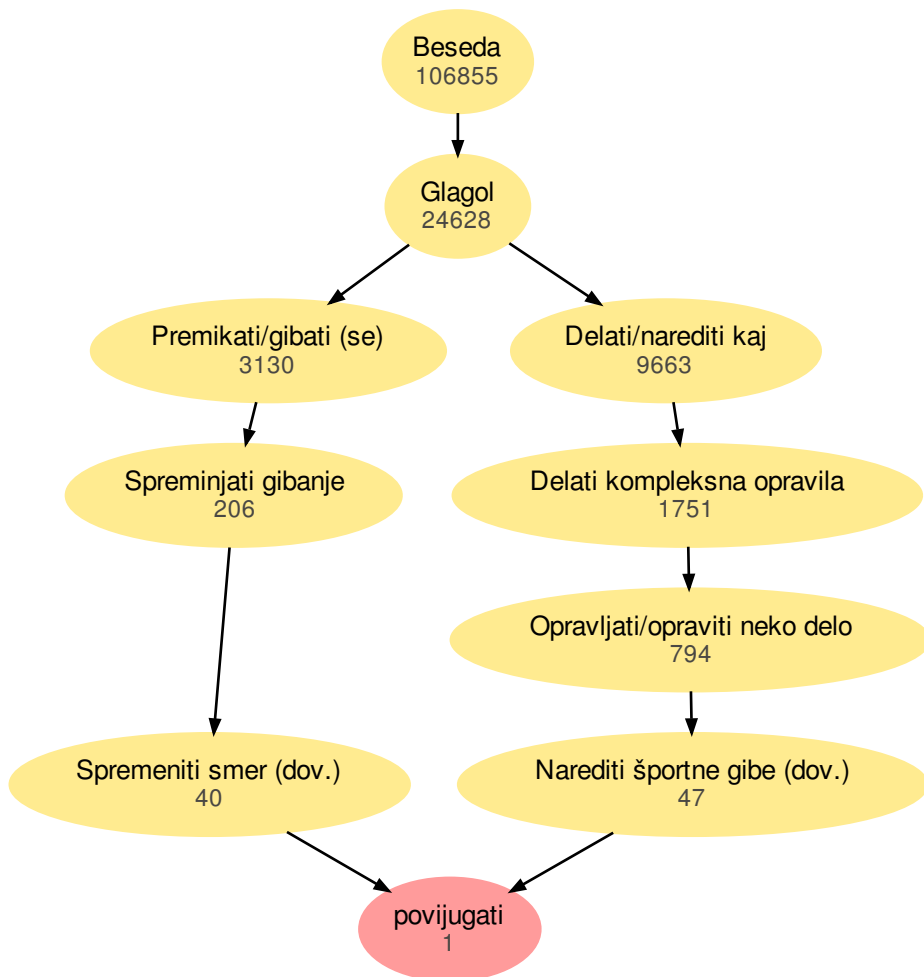 Beseda
106855
Glagol
24628
Premikati/gibati (se)
3130
Delati/narediti kaj
9663
Spreminjati gibanje
206
Delati kompleksna opravila
1751
Opravljati/opraviti neko delo
794
Spremeniti smer (dov.)
40
Narediti športne gibe (dov.)
47
povijugati
1